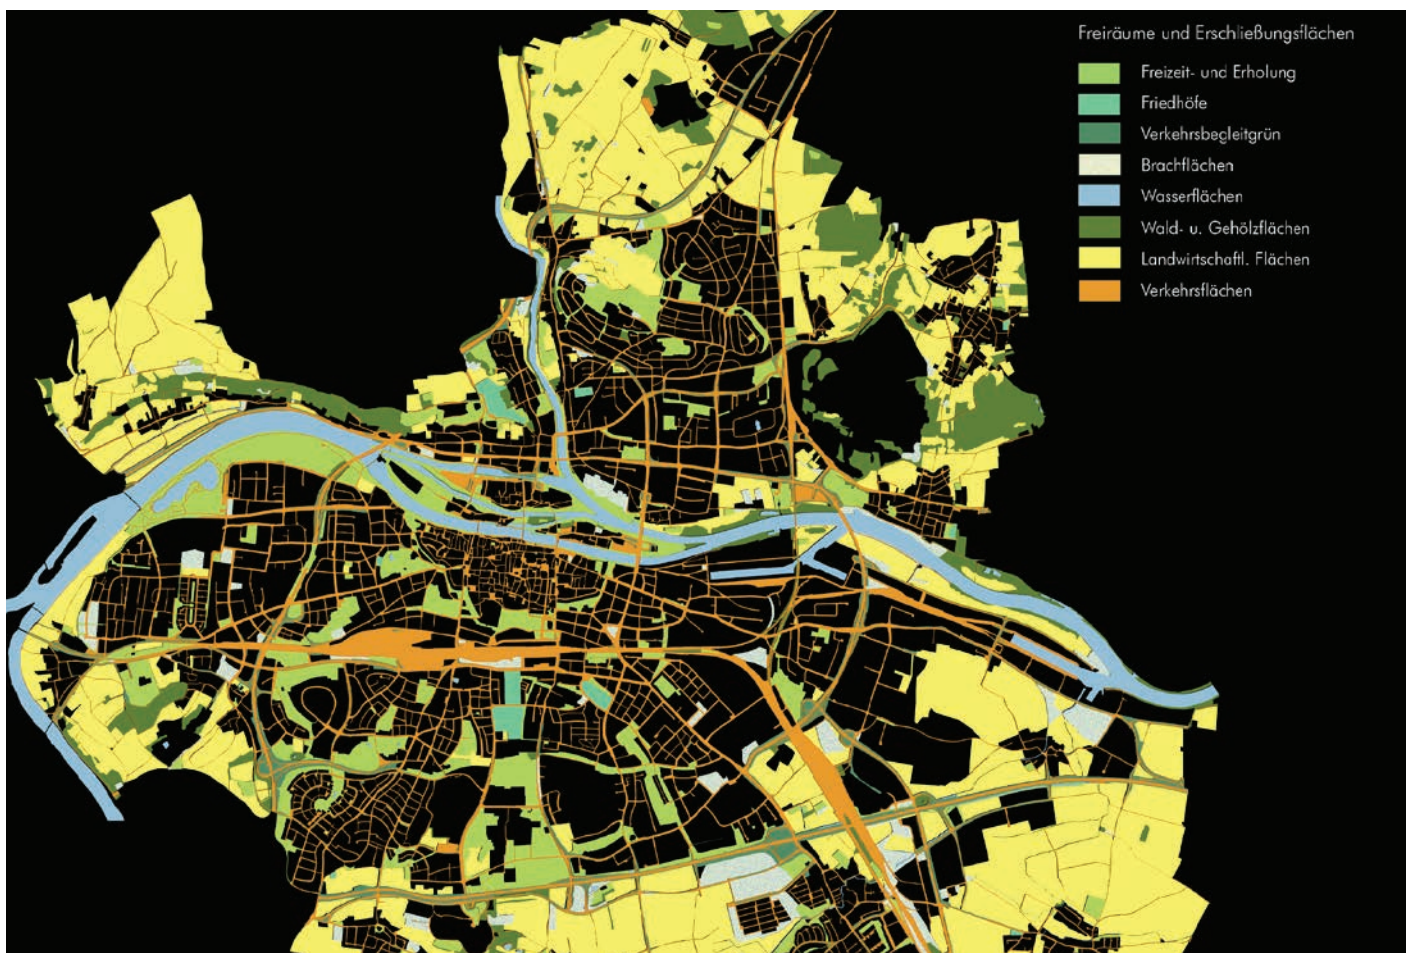 Freiräume und Erschließungsflächen
Freizeit- und Erholung
Friedhöfe
Verkehrsbegleitgrün
Brachflächen
Wasserflächen
Wald- u. Gehölzflächen
Landwirtschaftl. Flächen
Verkehrsflächen